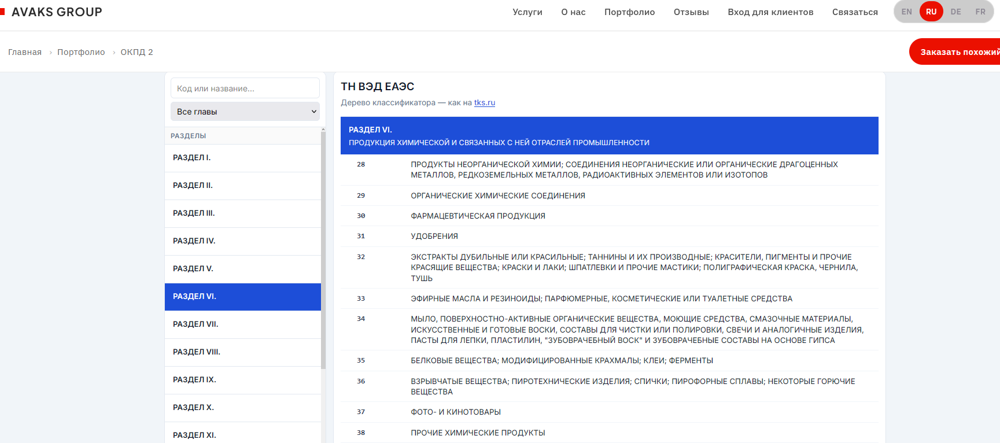 AVAKS GROUP
Услуги О нас Портфолио Отзывы Вход для клиентов Связаться EN RU DE FR
Главная › Портфолио › ОКПД 2
Заказать похожий
Код или название...
Все главы
РАЗДЕЛЫ
РАЗДЕЛ I.
РАЗДЕЛ II.
РАЗДЕЛ III.
РАЗДЕЛ IV.
РАЗДЕЛ V.
РАЗДЕЛ VI.
РАЗДЕЛ VII.
РАЗДЕЛ VIII.
РАЗДЕЛ IX.
РАЗДЕЛ X.
РАЗДЕЛ XI.
ТН ВЭД ЕАЭС
Дерево классификатора — как на tks.ru
РАЗДЕЛ VI.
ПРОДУКЦИЯ ХИМИЧЕСКОЙ И СВЯЗАННЫХ С НЕЙ ОТРАСЛЕЙ ПРОМЫШЛЕННОСТИ
28 ПРОДУКТЫ НЕОРГАНИЧЕСКОЙ ХИМИИ; СОЕДИНЕНИЯ НЕОРГАНИЧЕСКИЕ ИЛИ ОРГАНИЧЕСКИЕ ДРАГОЦЕННЫХ
МЕТАЛЛОВ, РЕДКОЗЕМЕЛЬНЫХ МЕТАЛЛОВ, РАДИОАКТИВНЫХ ЭЛЕМЕНТОВ ИЛИ ИЗОТОПОВ
29 ОРГАНИЧЕСКИЕ ХИМИЧЕСКИЕ СОЕДИНЕНИЯ
30 ФАРМАЦЕВТИЧЕСКАЯ ПРОДУКЦИЯ
31 УДОБРЕНИЯ
32 ЭКСТРАКТЫ ДУБИЛЬНЫЕ ИЛИ КРАСИЛЬНЫЕ; ТАННИНЫ И ИХ ПРОИЗВОДНЫЕ; КРАСИТЕЛИ, ПИГМЕНТЫ И ПРОЧИЕ
КРАСЯЩИЕ ВЕЩЕСТВА; КРАСКИ И ЛАКИ; ШПАТЛЕВКИ И ПРОЧИЕ МАСТИКИ; ПОЛИГРАФИЧЕСКАЯ КРАСКА, ЧЕРНИЛА,
ТУШЬ
33 ЭФИРНЫЕ МАСЛА И РЕЗИНОИДЫ; ПАРФЮМЕРНЫЕ, КОСМЕТИЧЕСКИЕ ИЛИ ТУАЛЕТНЫЕ СРЕДСТВА
34 МЫЛО, ПОВЕРХНОСТНО-АКТИВНЫЕ ОРГАНИЧЕСКИЕ ВЕЩЕСТВА, МОЮЩИЕ СРЕДСТВА, СМАЗОЧНЫЕ МАТЕРИАЛЫ,
ИСКУССТВЕННЫЕ И ГОТОВЫЕ ВОСКИ, СОСТАВЫ ДЛЯ ЧИСТКИ ИЛИ ПОЛИРОВКИ, СВЕЧИ И АНАЛОГИЧНЫЕ ИЗДЕЛИЯ,
ПАСТЫ ДЛЯ ЛЕПКИ, ПЛАСТИЛИН, "ЗУБОВРАЧЕБНЫЙ ВОСК" И ЗУБОВРАЧЕБНЫЕ СОСТАВЫ НА ОСНОВЕ ГИПСА
35 БЕЛКОВЫЕ ВЕЩЕСТВА; МОДИФИЦИРОВАННЫЕ КРАХМАЛЫ; КЛЕИ; ФЕРМЕНТЫ
36 ВЗРЫВЧАТЫЕ ВЕЩЕСТВА; ПИРОТЕХНИЧЕСКИЕ ИЗДЕЛИЯ; СПИЧКИ; ПИРОФОРНЫЕ СПЛАВЫ; НЕКОТОРЫЕ ГОРЮЧИЕ
ВЕЩЕСТВА
37 ФОТО- И КИНОТОВАРЫ
38 ПРОЧИЕ ХИМИЧЕСКИЕ ПРОДУКТЫ